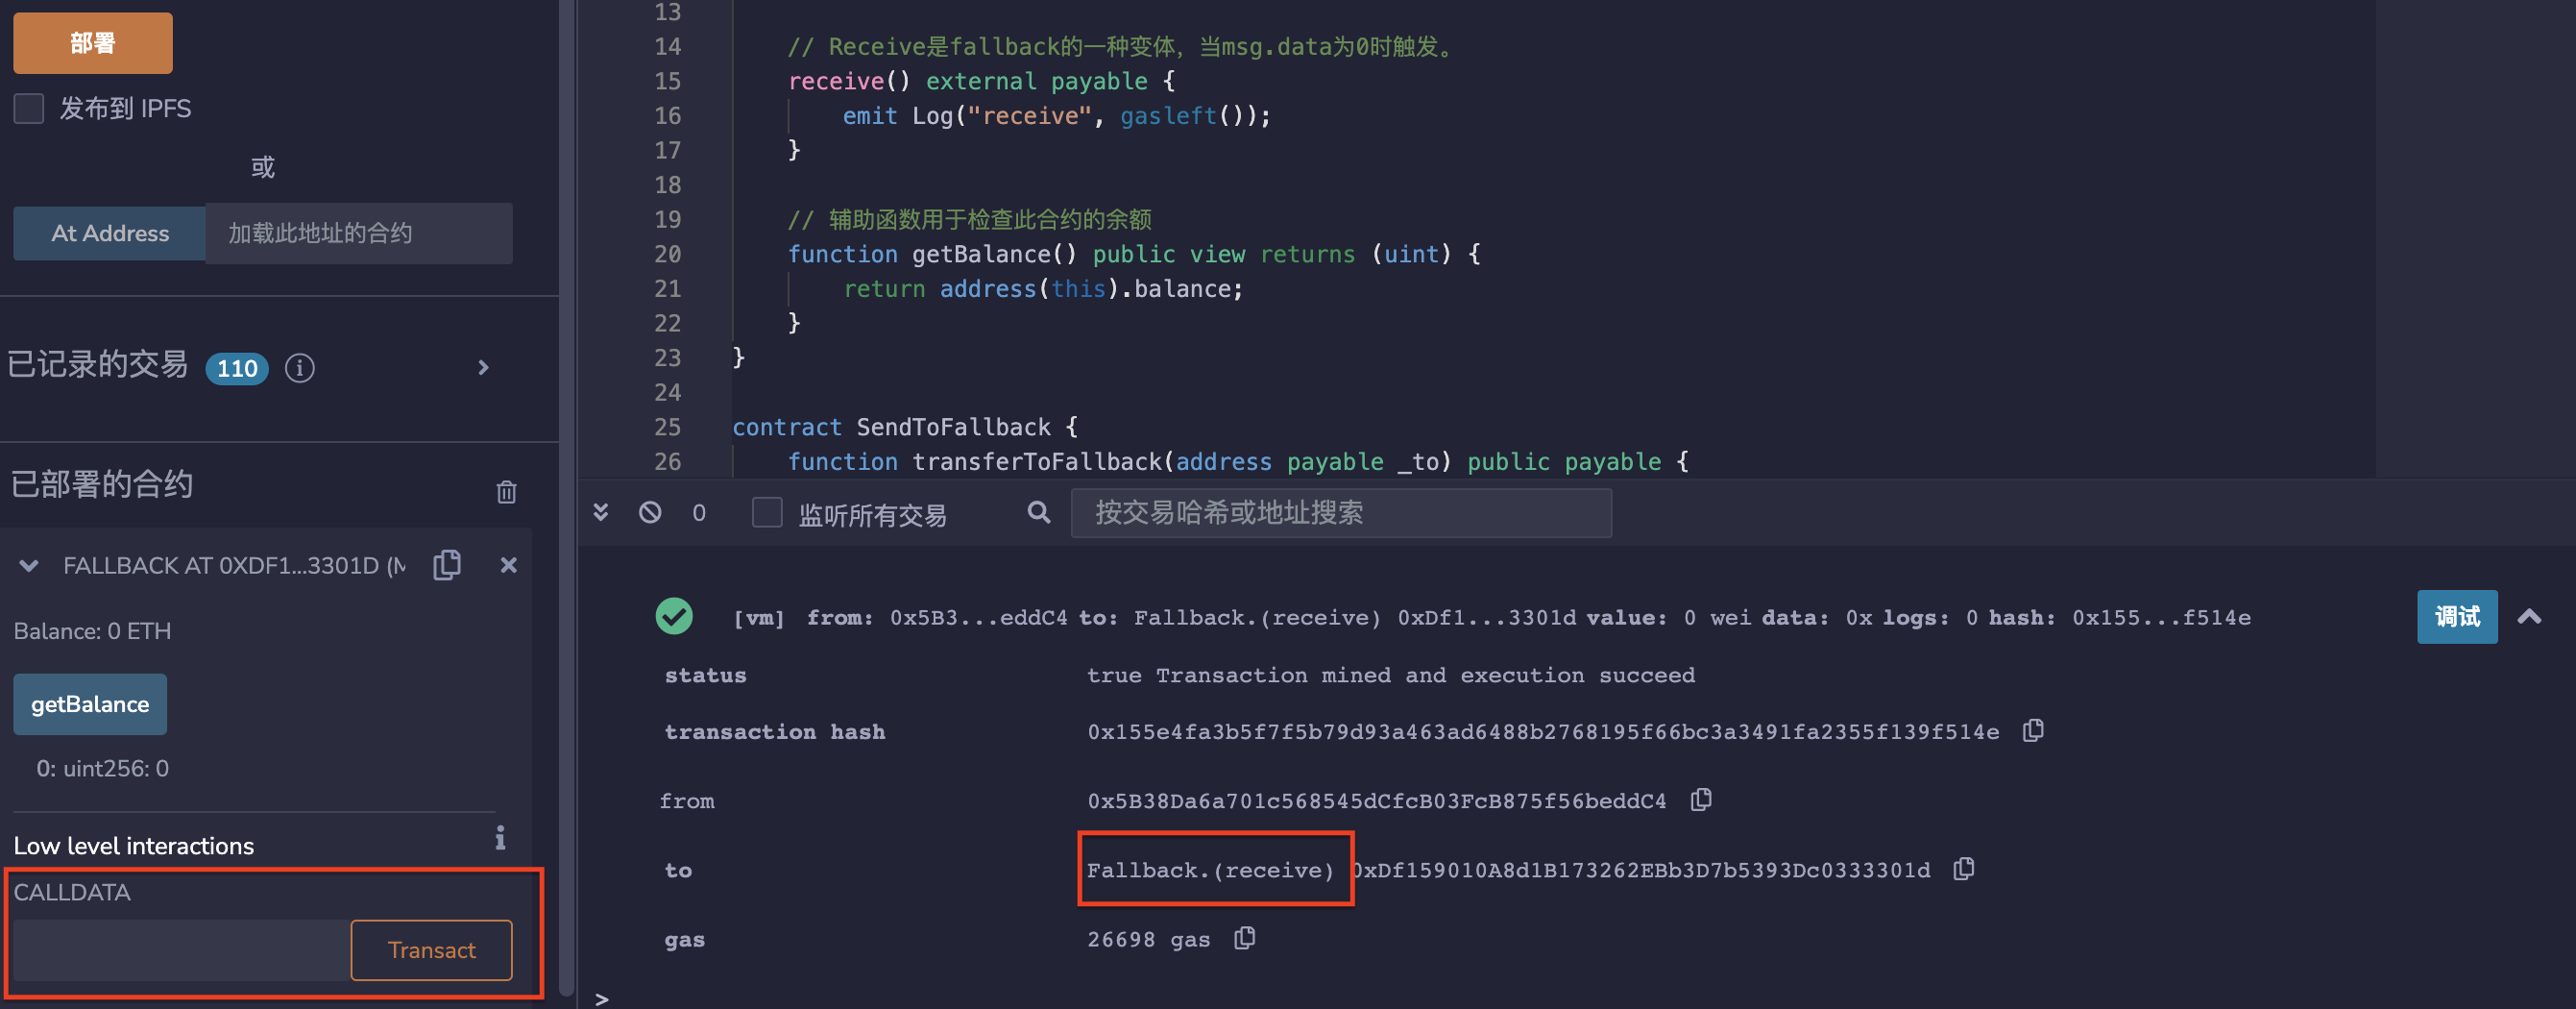 部署
发布到 IPFS
或
At Address 加载此地址的合约
已记录的交易 110
已部署的合约
FALLBACK AT 0XDF1...3301D (M
Balance: 0 ETH
getBalance
0: uint256: 0
Low level interactions
CALLDATA
Transact
13
14 // Receive是fallback的一种变体，当msg.data为0时触发。
15 receive() external payable {
16 emit Log("receive", gasleft());
17 }
18
19 // 辅助函数用于检查此合约的余额
20 function getBalance() public view returns (uint) {
21 return address(this).balance;
22 }
23 }
24
25 contract SendToFallback {
26 function transferToFallback(address payable _to) public payable {
0 监听所有交易 按交易哈希或地址搜索
[vm] from: 0x5B3...eddC4 to: Fallback.(receive) 0xDf1...3301d value: 0 wei data: 0x logs: 0 hash: 0x155...f514e 调试
status true Transaction mined and execution succeed
transaction hash 0x155e4fa3b5f7f5b79d93a463ad6488b2768195f66bc3a3491fa2355f139f514e
from 0x5B38Da6a701c568545dCfcB03FcB875f56beddC4
to Fallback.(receive) 0xDf159010A8d1B173262EBb3D7b5393Dc0333301d
gas 26698 gas
>